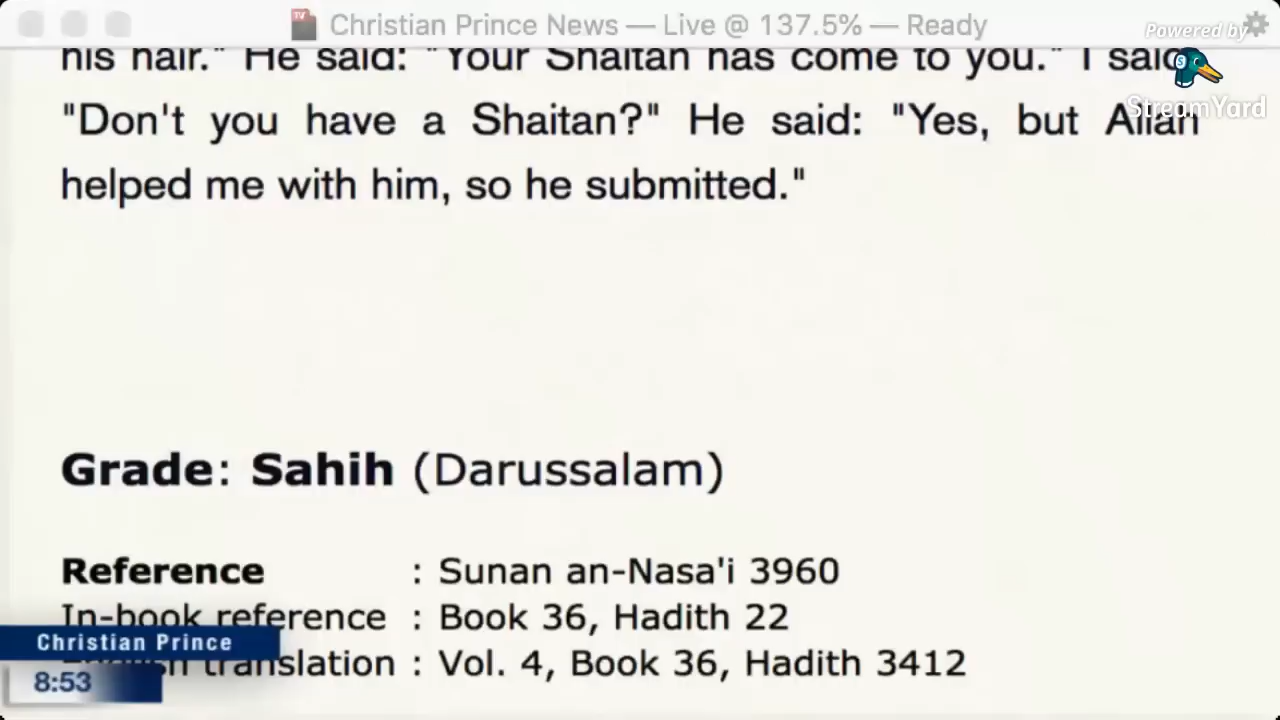 Christian Prince News — Live @ 137.5% — Ready
Powered by
StreamYard
his hair." He said: "Your Shaitan has come to you." I said:
"Don't you have a Shaitan?" He said: "Yes, but Allah
helped me with him, so he submitted."
Grade: Sahih (Darussalam)
Reference : Sunan an-Nasa'i 3960
In-book reference : Book 36, Hadith 22
translation : Vol. 4, Book 36, Hadith 3412
Christian Prince
8:53